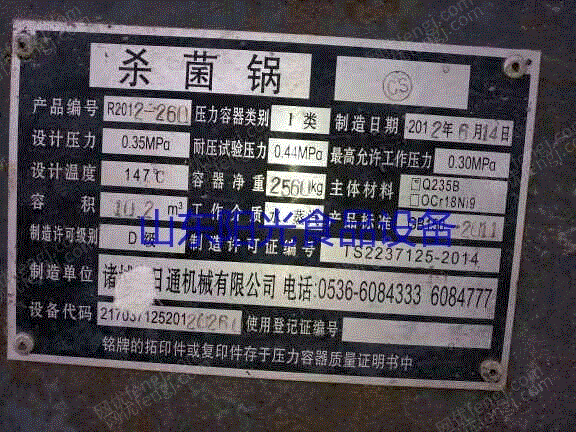 杀菌锅 CS
产品编号 R2012-260 压力容器类别 I 类 制造日期 2012年6月14日
设计压力 0.35MPa 耐压试验压力 0.44MPa 最高允许工作压力 0.30MPa
设计温度 147℃ 容器净重 2560kg 主体材料 Q235B
OCr18Ni9
容积 10.2 m³ 工作介质 产品标准 2011
制造许可级别 D 级 制造许可证编号 TS2237125-2014
山东阳光食品设备
制造单位 诸城 日通机械有限公司 电话:0536-6084333 6084777
设备代码 使用登记证编号
铭牌的拓印件或复印件存于压力容器质量证明书中